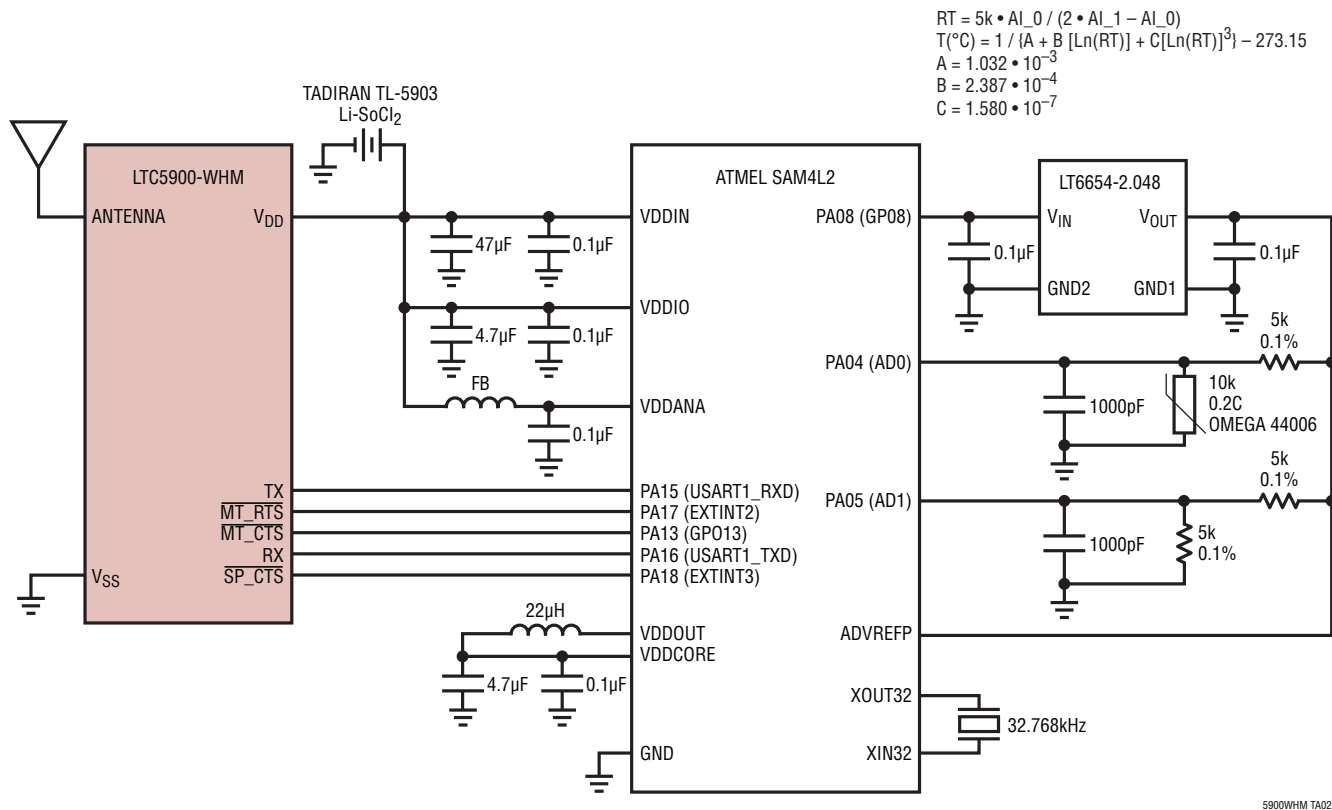 RT = 5k • AI_0 / (2 • AI_1 – AI_0)
T(°C) = 1 / {A + B [Ln(RT)] + C[Ln(RT)]³} – 273.15
A = 1.032 • 10⁻³
B = 2.387 • 10⁻⁴
C = 1.580 • 10⁻⁷
TADIRAN TL-5903
Li-SoCl₂
LTC5900-WHM
ANTENNA
V_DD
47µF
0.1µF
4.7µF
0.1µF
FB
0.1µF
TX
MT_RTS
MT_CTS
RX
SP_CTS
V_SS
22µH
4.7µF
0.1µF
ATMEL SAM4L2
VDDIN
VDDIO
VDDANA
PA15 (USART1_RXD)
PA17 (EXTINT2)
PA13 (GPO13)
PA16 (USART1_TXD)
PA18 (EXTINT3)
VDDOUT
VDDCORE
GND
PA08 (GP08)
PA04 (AD0)
PA05 (AD1)
ADVREFP
XOUT32
XIN32
LT6654-2.048
V_IN
V_OUT
GND2
GND1
0.1µF
0.1µF
5k
0.1%
1000pF
10k
0.2C
OMEGA 44006
5k
0.1%
1000pF
5k
0.1%
32.768kHz
5900WHM TA02